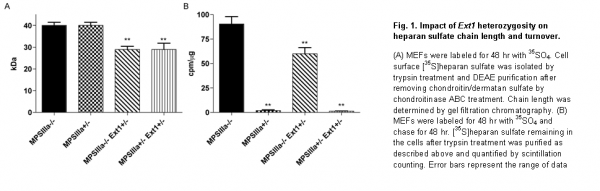 A
B
Fig. 1. Impact of Ext1 heterozygosity on
heparan sulfate chain length and turnover.
(A) MEFs were labeled for 48 hr with 35SO4. Cell
surface [35S]heparan sulfate was isolated by
trypsin treatment and DEAE purification after
removing chondroitin/dermatan sulfate by
chondroitinase ABC treatment. Chain length was
determined by gel filtration chromatography. (B)
MEFs were labeled for 48 hr with 35SO4 and
chase for 48 hr. [35S]heparan sulfate remaining in
the cells after trypsin treatment was purified as
described above and quantified by scintillation
counting. Error bars represent the range of data
kDa
50
40
30
20
10
0
**
**
MPSIIIa-/-
MPSIIIa+/-
MPSIIIa-/- Ext1+/-
MPSIIIa+/- Ext1+/-
cpm/µg
100
75
50
25
0
**
**
**
MPSIIIa-/-
MPSIIIa+/-
MPSIIIa-/- Ext1+/-
MPSIIIa+/- Ext1+/-